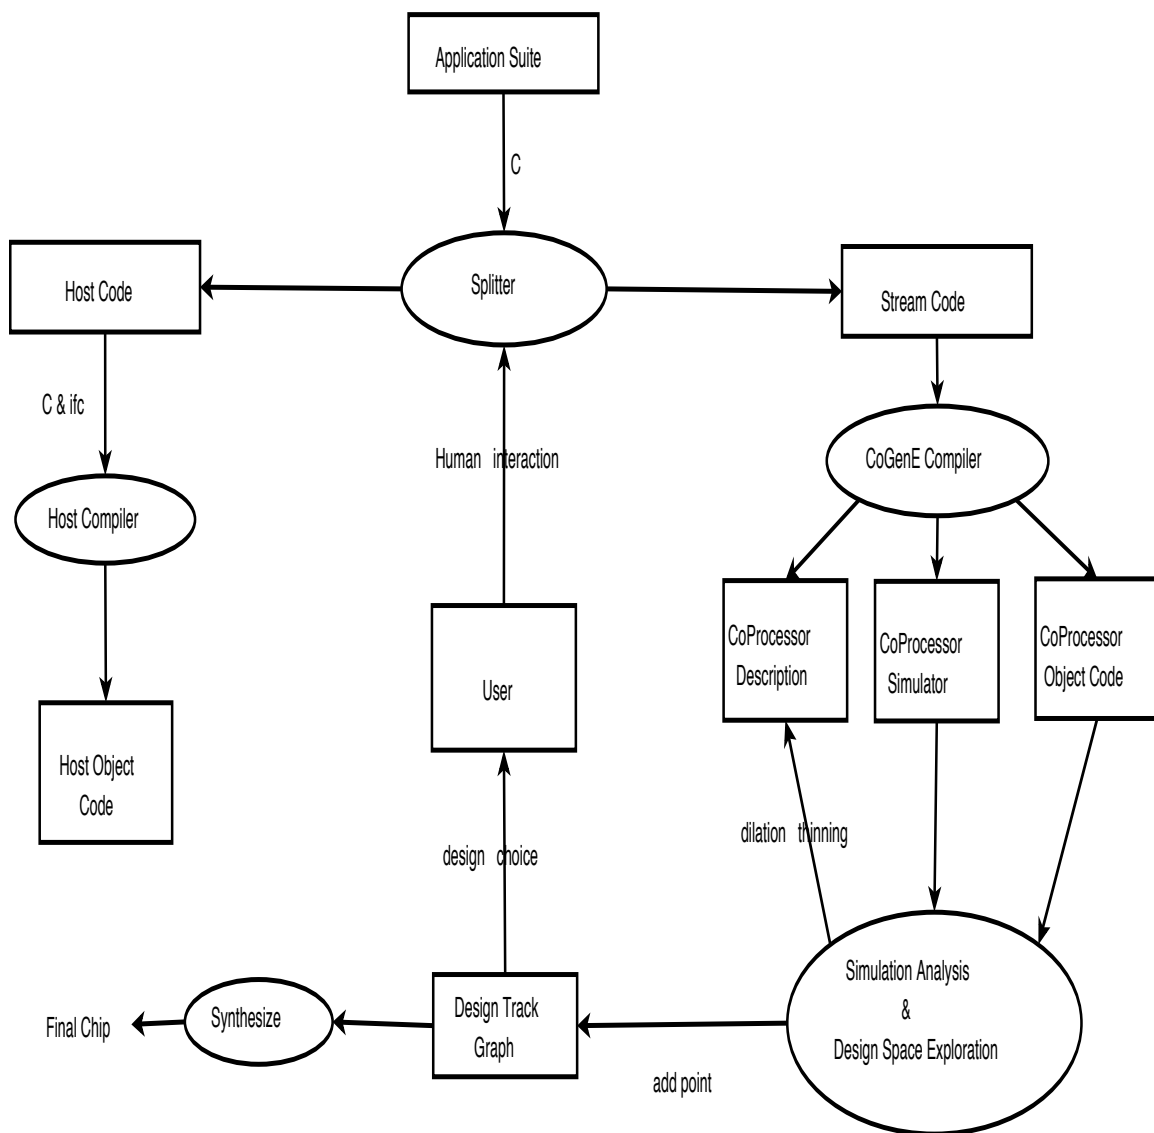 Application Suite
C
Splitter
Host Code
Stream Code
C & ifc
Human interaction
CoGenE Compiler
Host Compiler
CoProcessor
Description
CoProcessor
Simulator
CoProcessor
Object Code
User
Host Object
Code
dilation thinning
design choice
Simulation Analysis
&
Design Space Exploration
Design Track
Graph
Synthesize
Final Chip
add point